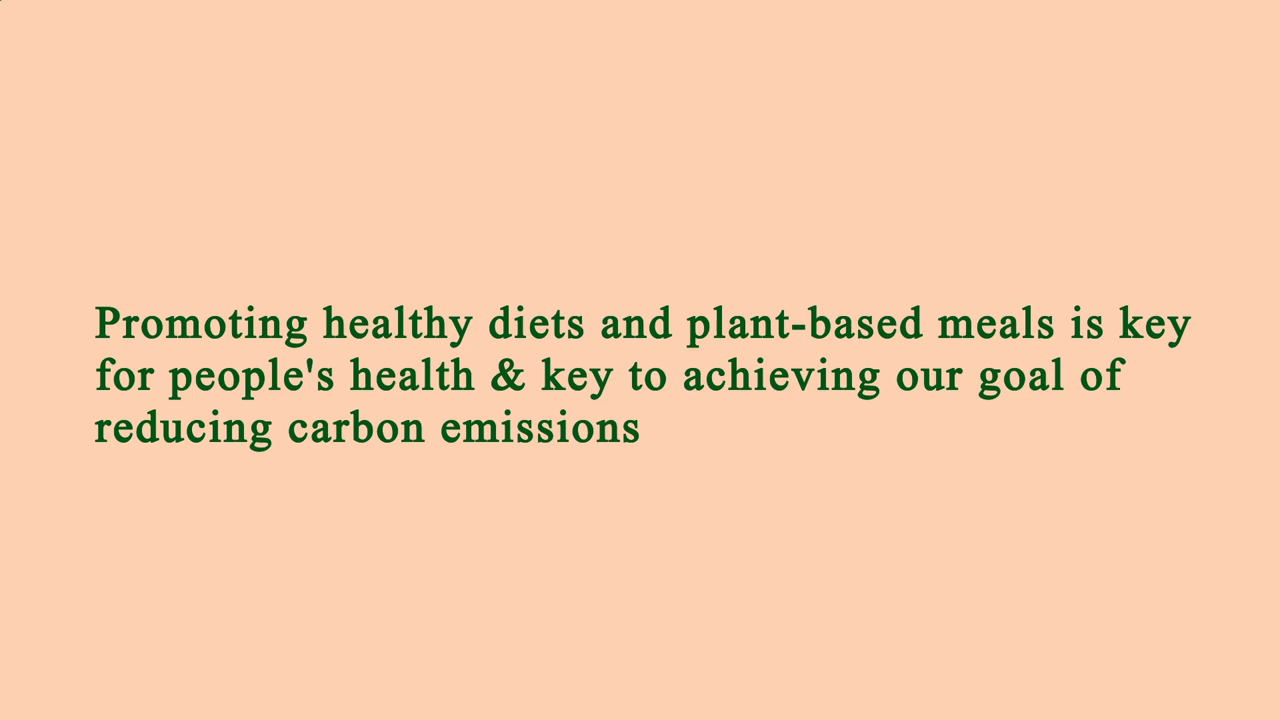 Promoting healthy diets and plant-based meals is key
for people's health & key to achieving our goal of
reducing carbon emissions